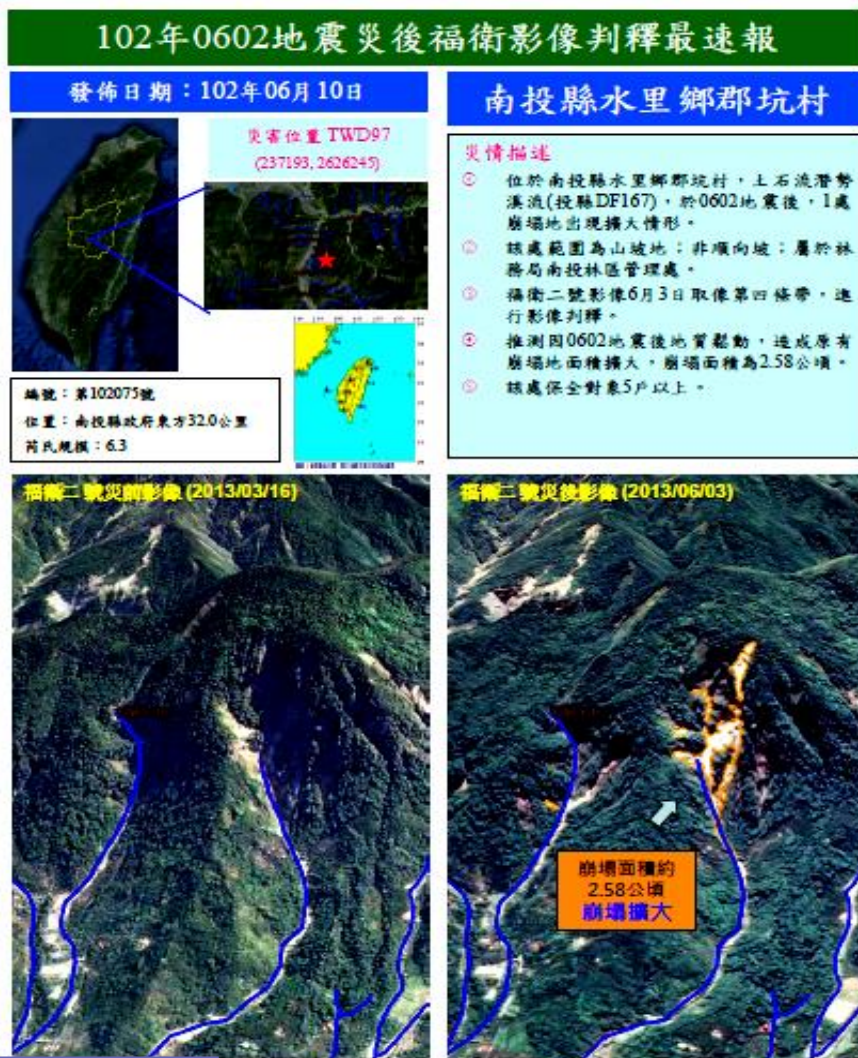 102年0602地震災後福衛影像判釋最速報
發佈日期：102年06月10日
南投縣水里鄉郡坑村
災害位置 TWD97
(237193, 2626245)
編號：第102075號
位置：南投縣政府東方32.0公里
芮氏規模：6.3
災情描述
① 位於南投縣水里鄉郡坑村，土石流潛勢
溪流(投縣DF167)，於0602地震後，1處
崩塌地出現擴大情形。
② 該處範圍為山坡地；非順向坡；屬於林
務局南投林區管理處。
③ 福衛二號影像6月3日取像第四條帶，進
行影像判釋。
④ 推測因0602地震後地質鬆動，造成原有
崩塌地面積擴大，崩塌面積為2.58公頃。
⑤ 該處保全對象5戶以上。
福衛二號災前影像 (2013/03/16)
福衛二號災後影像 (2013/06/03)
崩塌面積約
2.58公頃
崩塌擴大